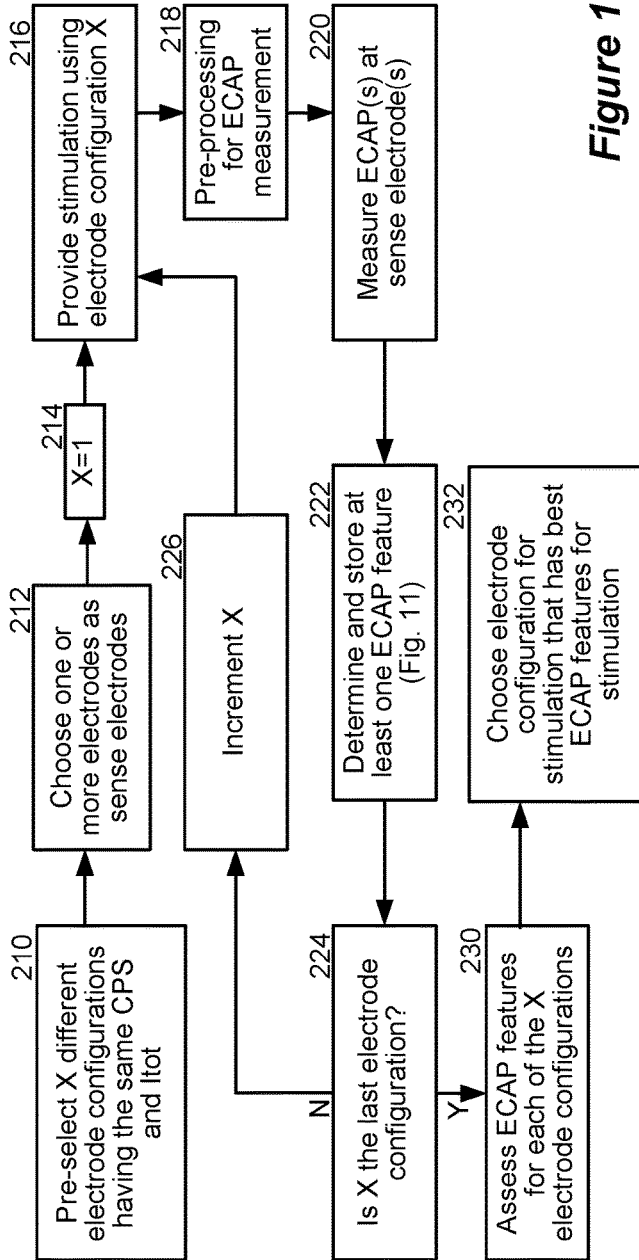 210
Pre-select X different
electrode configurations
having the same CPS
and Itot
212
Choose one or
more electrodes as
sense electrodes
214
X=1
216
Provide stimulation using
electrode configuration X
218
Pre-processing
for ECAP
measurement
220
Measure ECAP(s) at
sense electrode(s)
222
Determine and store at
least one ECAP feature
(Fig. 11)
224
Is X the last electrode
configuration?
N
Y
226
Increment X
230
Assess ECAP features
for each of the X
electrode configurations
232
Choose electrode
configuration for
stimulation that has best
ECAP features for
stimulation
Figure 1